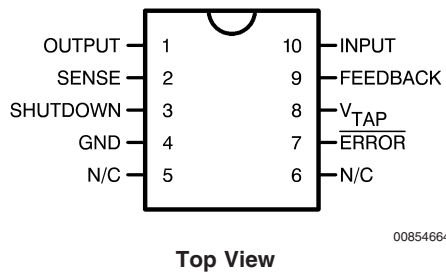 OUTPUT 1 10 INPUT
SENSE 2 9 FEEDBACK
SHUTDOWN 3 8 VTAP
GND 4 7 ERROR
N/C 5 6 N/C
00854664
Top View